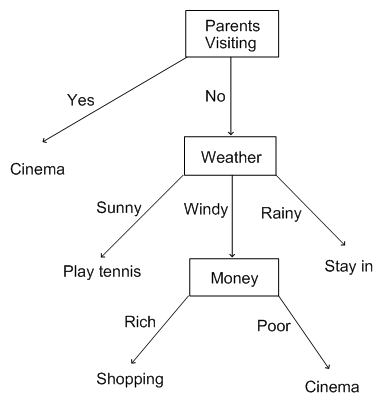 Parents
Visiting
Yes
No
Cinema
Weather
Sunny
Windy
Rainy
Play tennis
Stay in
Money
Rich
Poor
Shopping
Cinema